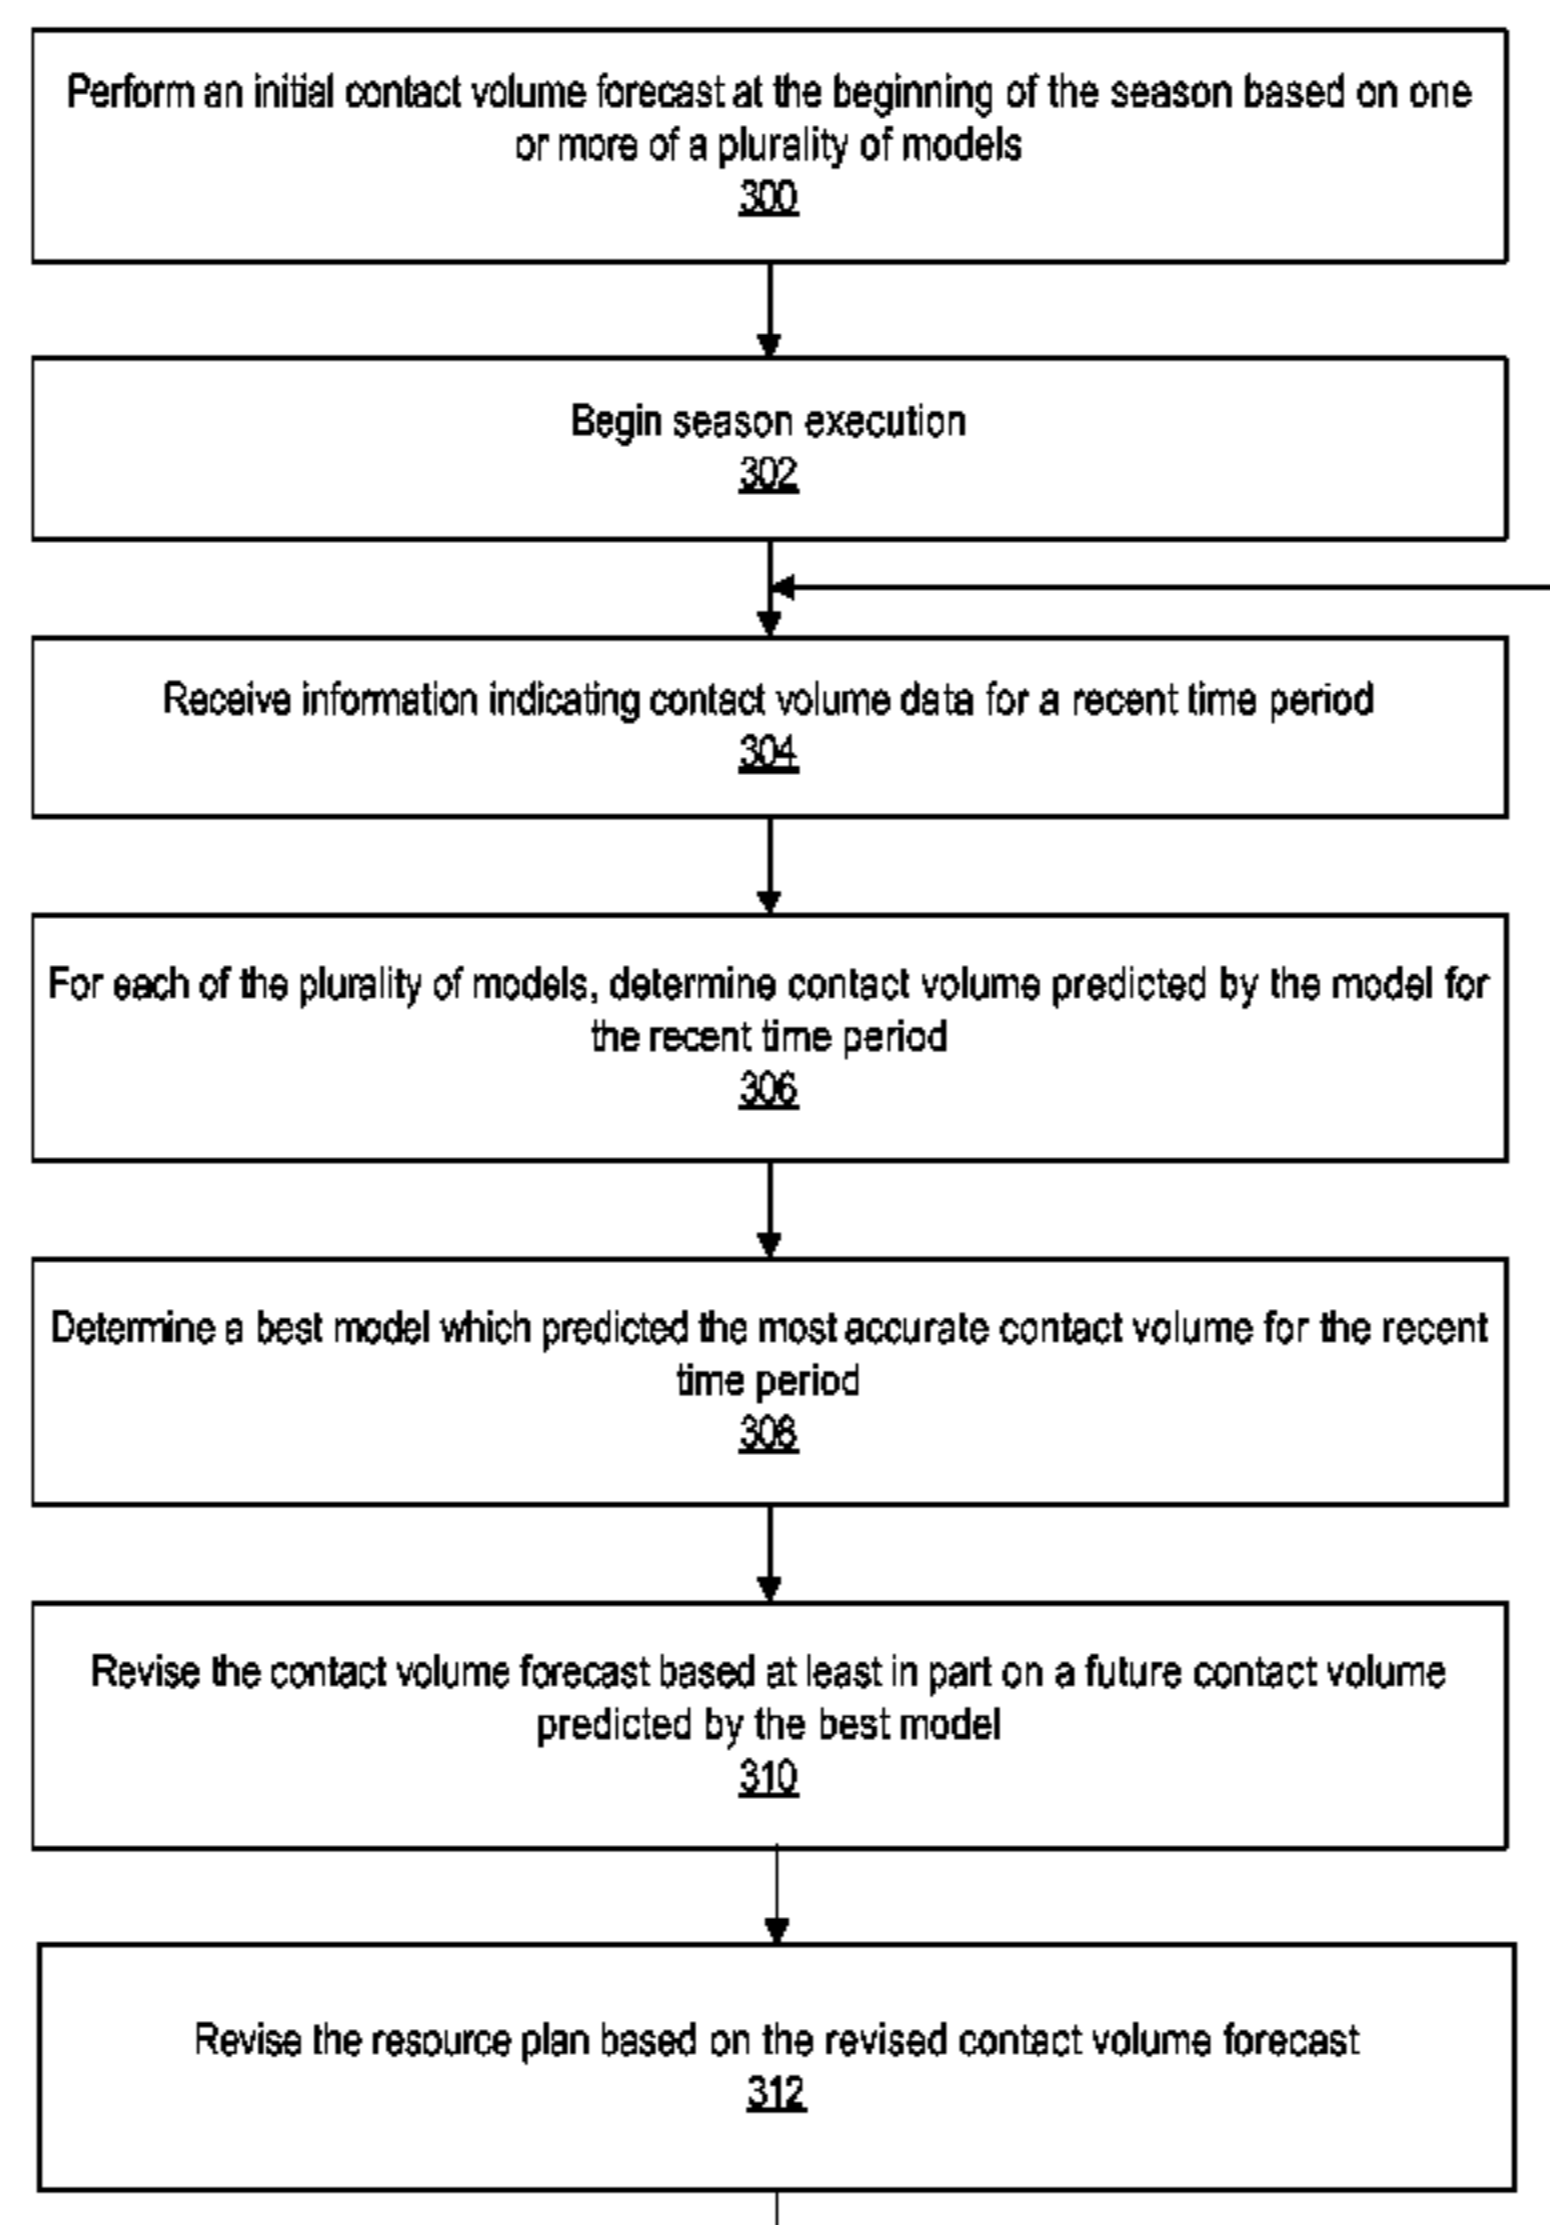 Perform an initial contact volume forecast at the beginning of the season based on one
or more of a plurality of models
300
Begin season execution
302
Receive information indicating contact volume data for a recent time period
304
For each of the plurality of models, determine contact volume predicted by the model for
the recent time period
306
Determine a best model which predicted the most accurate contact volume for the recent
time period
308
Revise the contact volume forecast based at least in part on a future contact volume
predicted by the best model
310
Revise the resource plan based on the revised contact volume forecast
312